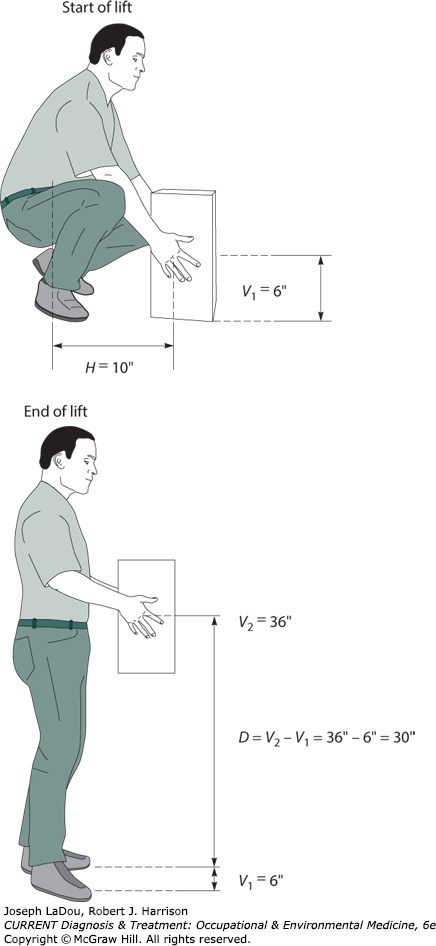 Start of lift
V₁ = 6"
H = 10"
End of lift
V₂ = 36"
D = V₂ – V₁ = 36" – 6" = 30"
V₁ = 6"
Joseph LaDou, Robert J. Harrison
CURRENT Diagnosis & Treatment: Occupational & Environmental Medicine, 6e
Copyright © McGraw Hill. All rights reserved.